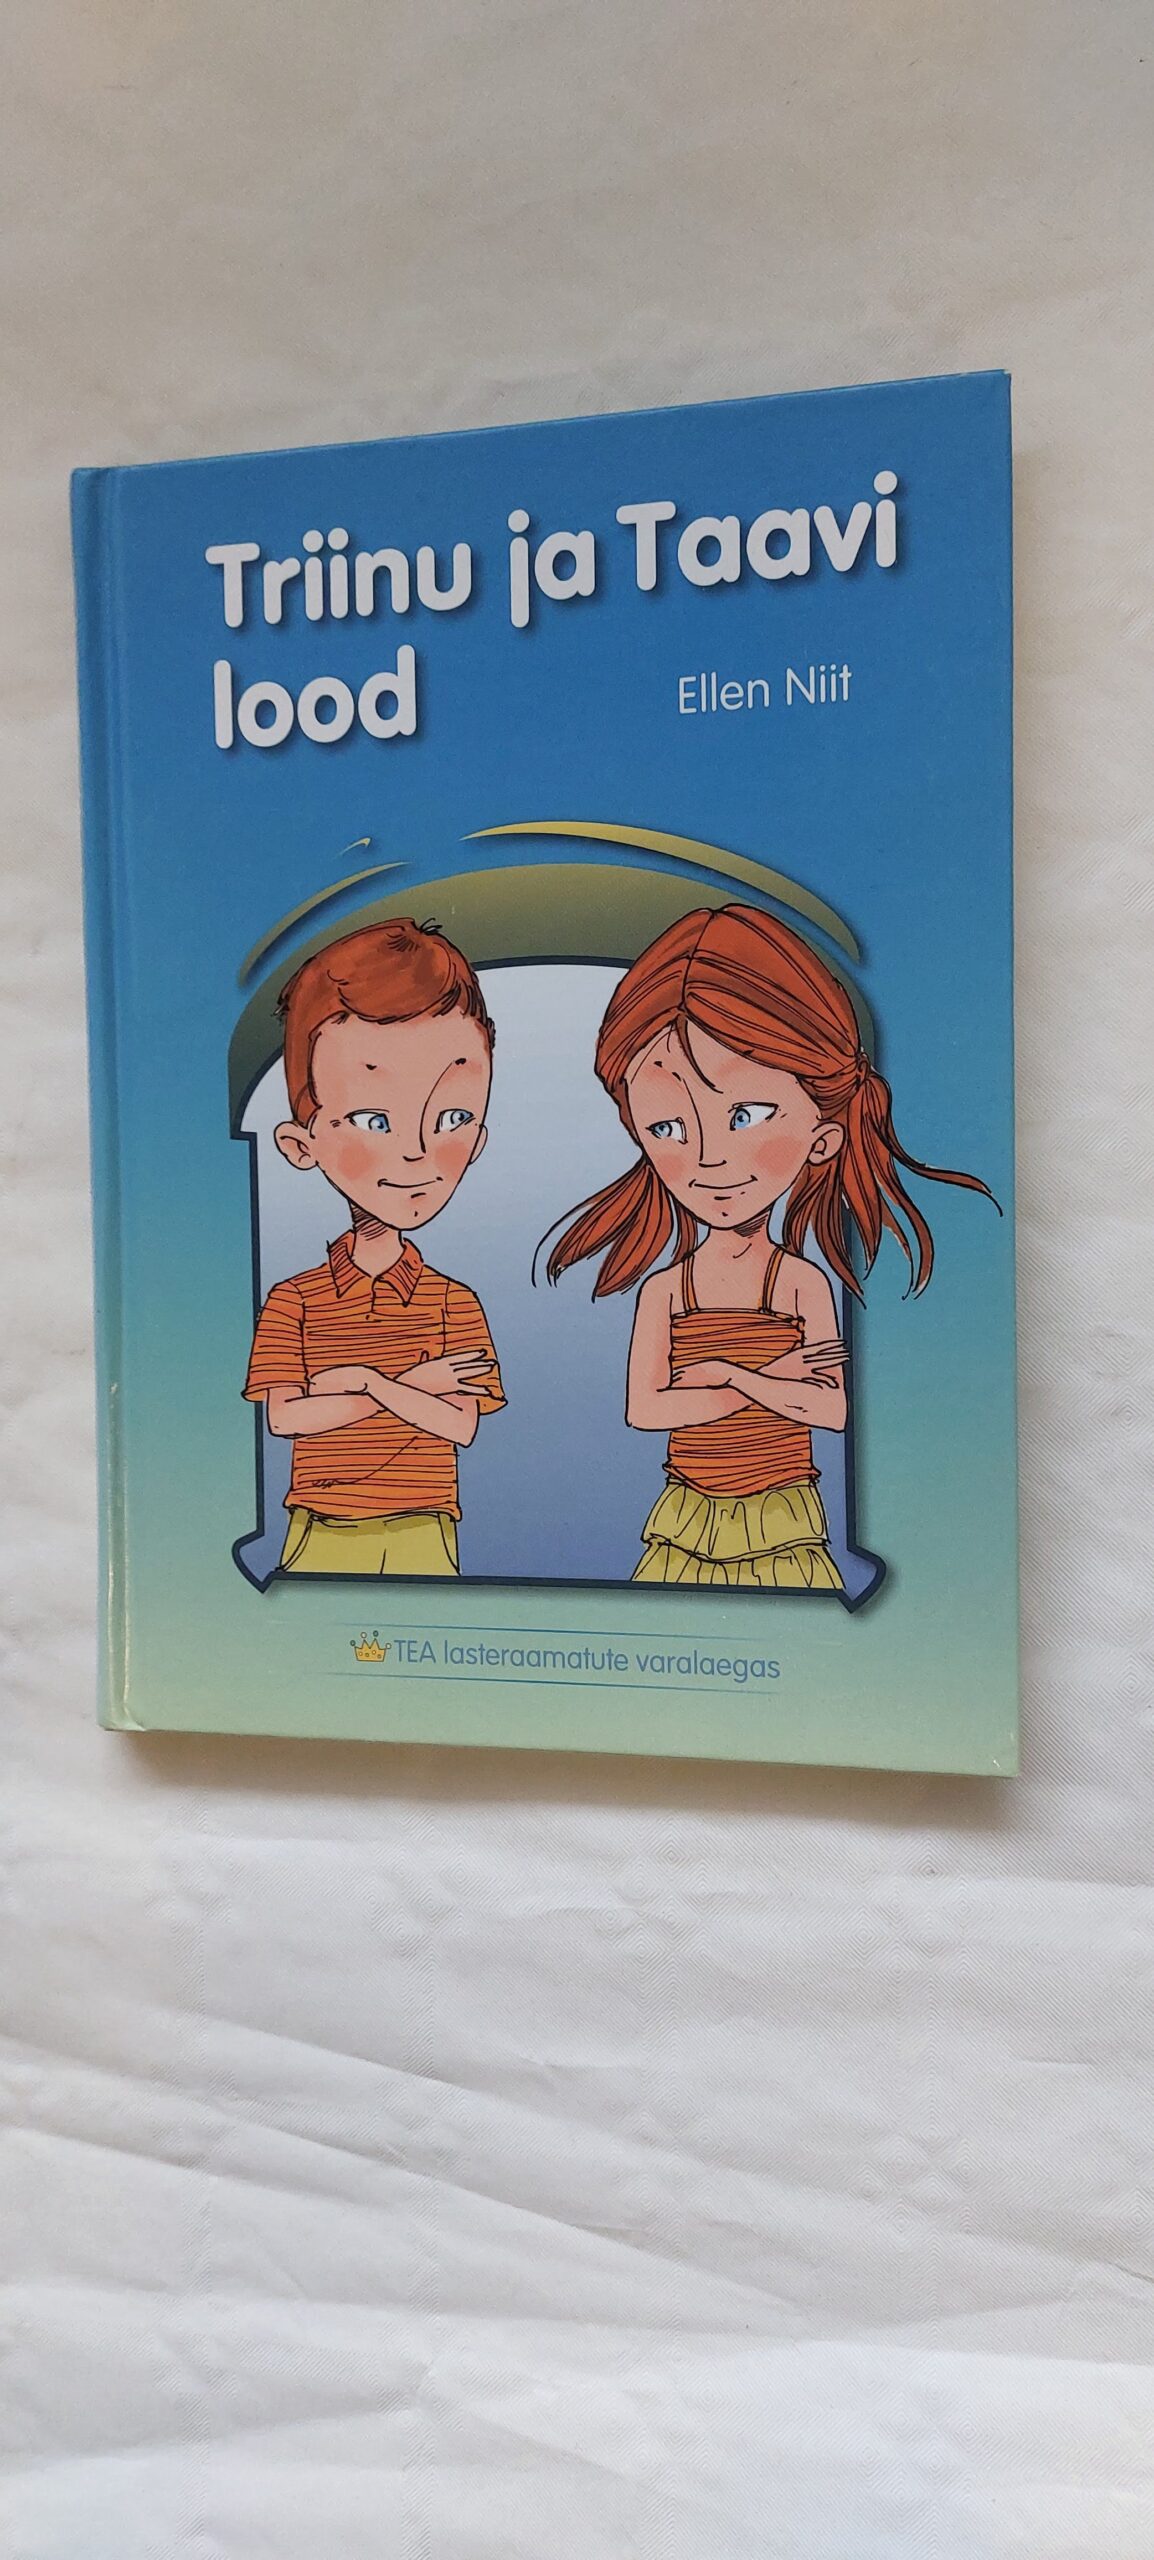 Triinu ja Taavi
lood
Ellen Niit
TEA lasteraamatute varalaegas